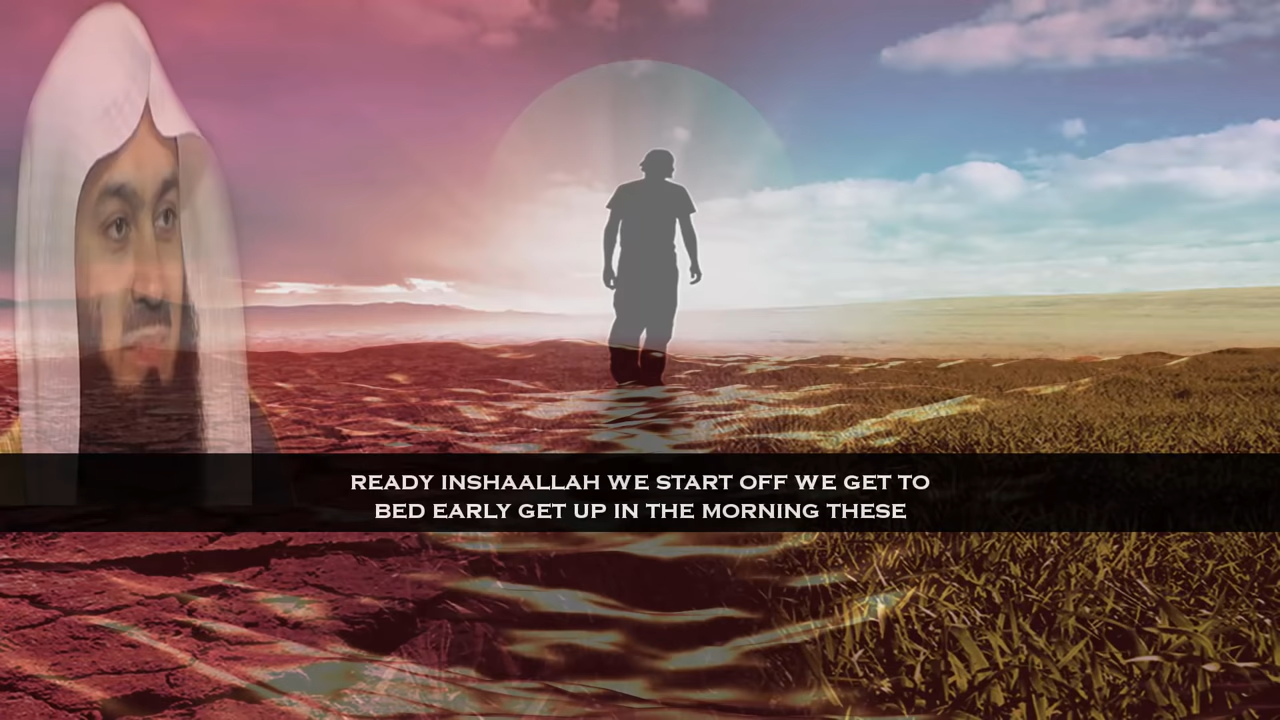 READY INSHAALLAH WE START OFF WE GET TO
BED EARLY GET UP IN THE MORNING THESE